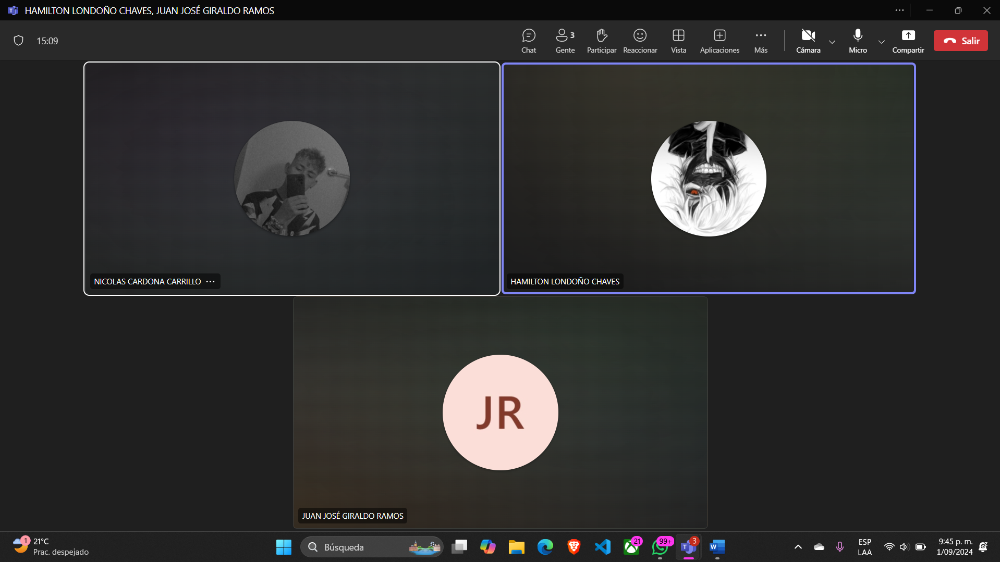 HAMILTON LONDOÑO CHAVES, JUAN JOSÉ GIRALDO RAMOS
15:09
Chat
Gente 3
Participar
Reaccionar
Vista
Aplicaciones
Más
Cámara
Micro
Compartir
Salir
NICOLAS CARDONA CARRILLO
HAMILTON LONDOÑO CHAVES
JR
JUAN JOSÉ GIRALDO RAMOS
1
21°C
Prac. despejado
Búsqueda
21
99+
3
ESP
LAA
9:45 p. m.
1/09/2024